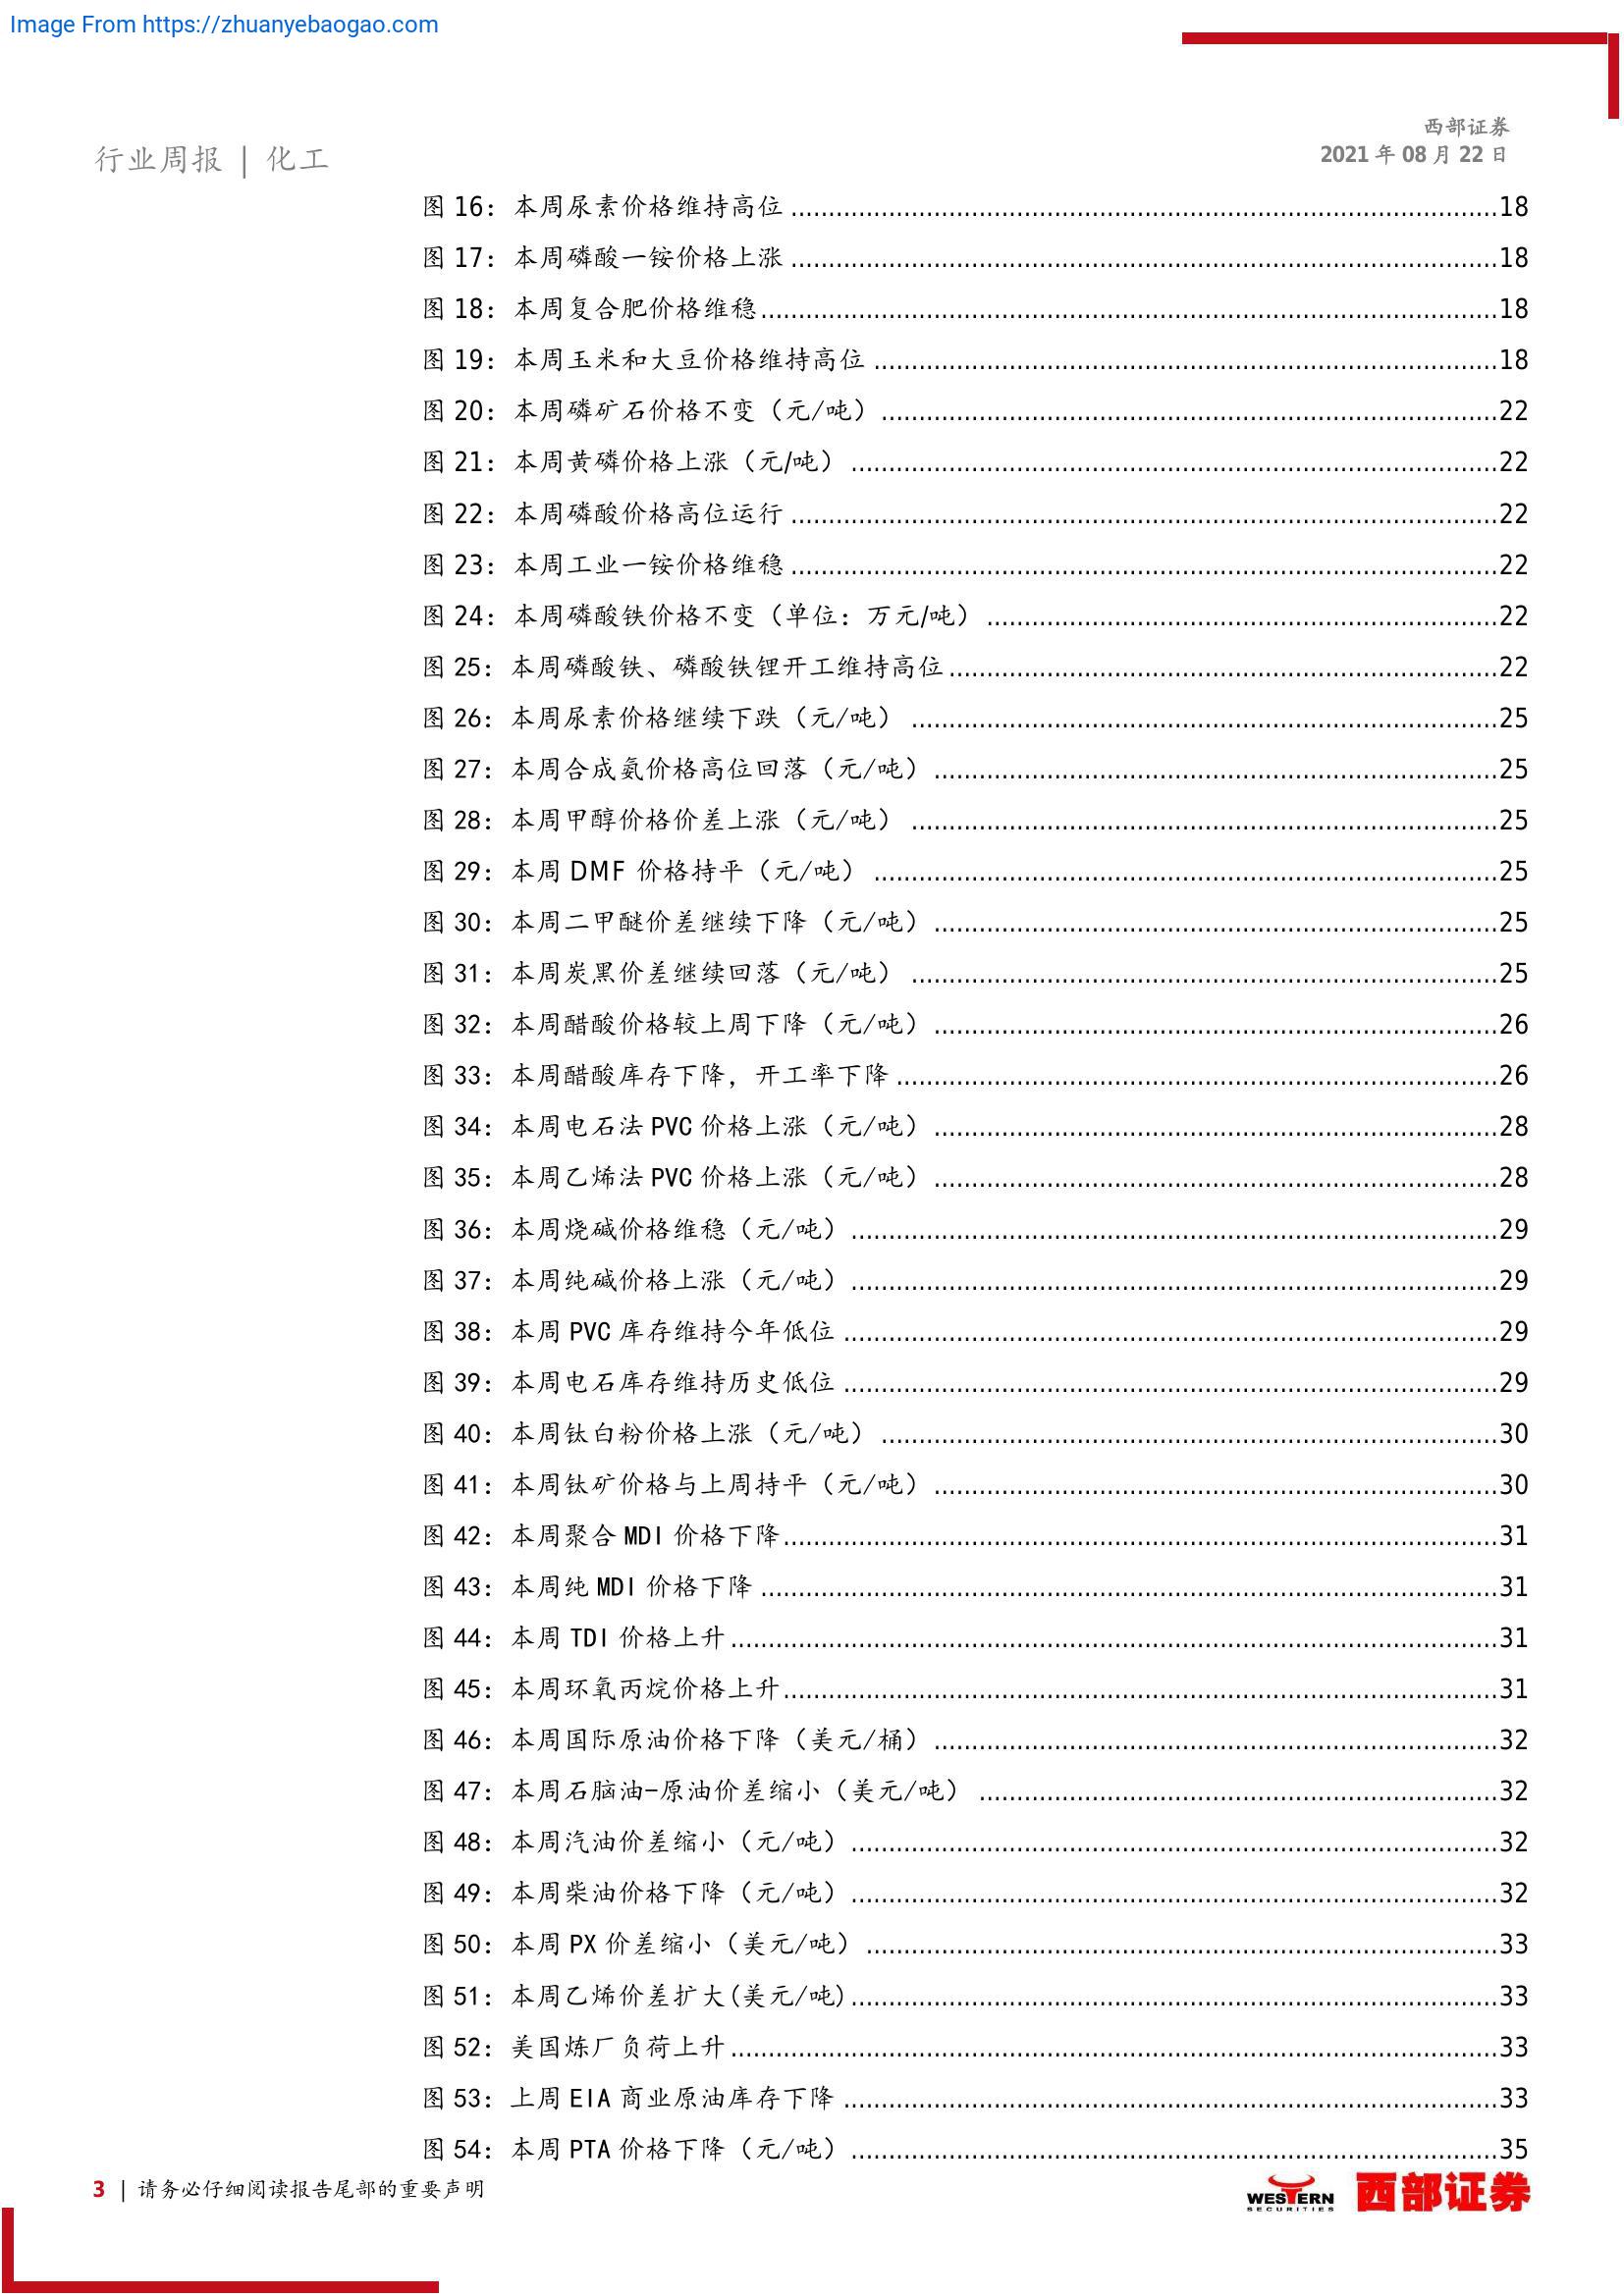 Image From https://zhuanyebaogao.com
西部证券
行业周报 | 化工
2021 年 08 月 22 日
图 16：本周尿素价格维持高位 ........................................18
图 17：本周磷酸一铵价格上涨 ........................................18
图 18：本周复合肥价格维稳........................................18
图 19：本周玉米和大豆价格维持高位 ........................................18
图 20：本周磷矿石价格不变（元/吨） ........................................22
图 21：本周黄磷价格上涨（元/吨） ........................................22
图 22：本周磷酸价格高位运行 ........................................22
图 23：本周工业一铵价格维稳 ........................................22
图 24：本周磷酸铁价格不变（单位：万元/吨） ........................................22
图 25：本周磷酸铁、磷酸铁锂开工维持高位 ........................................22
图 26：本周尿素价格继续下跌（元/吨） ........................................25
图 27：本周合成氨价格高位回落（元/吨） ........................................25
图 28：本周甲醇价格价差上涨（元/吨） ........................................25
图 29：本周 DMF 价格持平（元/吨） ........................................25
图 30：本周二甲醚价差继续下降（元/吨） ........................................25
图 31：本周炭黑价差继续回落（元/吨） ........................................25
图 32：本周醋酸价格较上周下降（元/吨） ........................................26
图 33：本周醋酸库存下降，开工率下降 ........................................26
图 34：本周电石法 PVC 价格上涨（元/吨） ........................................28
图 35：本周乙烯法 PVC 价格上涨（元/吨） ........................................28
图 36：本周烧碱价格维稳（元/吨） ........................................29
图 37：本周纯碱价格上涨（元/吨） ........................................29
图 38：本周 PVC 库存维持今年低位 ........................................29
图 39：本周电石库存维持历史低位 ........................................29
图 40：本周钛白粉价格上涨（元/吨） ........................................30
图 41：本周钛矿价格与上周持平（元/吨） ........................................30
图 42：本周聚合 MDI 价格下降........................................31
图 43：本周纯 MDI 价格下降 ........................................31
图 44：本周 TDI 价格上升........................................31
图 45：本周环氧丙烷价格上升........................................31
图 46：本周国际原油价格下降（美元/桶） ........................................32
图 47：本周石脑油-原油价差缩小（美元/吨） ........................................32
图 48：本周汽油价差缩小（元/吨） ........................................32
图 49：本周柴油价格下降（元/吨） ........................................32
图 50：本周 PX 价差缩小（美元/吨） ........................................33
图 51：本周乙烯价差扩大(美元/吨)........................................33
图 52：美国炼厂负荷上升........................................33
图 53：上周 EIA 商业原油库存下降 ........................................33
图 54：本周 PTA 价格下降（元/吨） ........................................35
3 | 请务必仔细阅读报告尾部的重要声明
WESTERN SECURITIES 西部证券